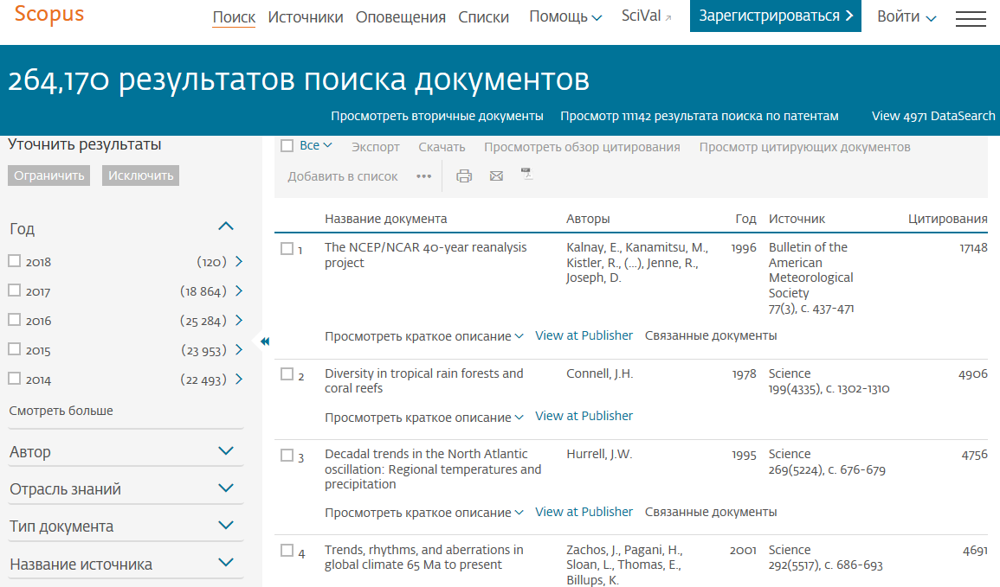 Scopus
Поиск Источники Оповещения Списки Помощь SciVal Зарегистрироваться Войти
264,170 результатов поиска документов
Просмотреть вторичные документы Просмотр 11142 результата поиска по патентам View 4971 DataSearch
Уточнить результаты
Ограничить Исключить
Год
2018 (120)
2017 (18 864)
2016 (25 284)
2015 (23 953)
2014 (22 493)
Смотреть больше
Автор
Отрасль знаний
Тип документа
Название источника
Все Экспорт Скачать Просмотреть обзор цитирования Просмотр цитирующих документов
Добавить в список •••
Название документа Авторы Год Источник Цитирования
1 The NCEP/NCAR 40-year reanalysis Kalnay, E., Kanamitsu, M., 1996 Bulletin of the 17148
project Kistler, R., (...), Jenne, R., American
Joseph, D. Meteorological
Society
77(3), с. 437-471
Просмотреть краткое описание View at Publisher Связанные документы
2 Diversity in tropical rain forests and Connell, J.H. 1978 Science 4906
coral reefs 199(4335), с. 1302-1310
Просмотреть краткое описание View at Publisher
3 Decadal trends in the North Atlantic Hurrell, J.W. 1995 Science 4756
oscillation: Regional temperatures and 269(5224), с. 676-679
precipitation
Просмотреть краткое описание View at Publisher Связанные документы
4 Trends, rhythms, and aberrations in Zachos, J., Pagani, H., 2001 Science 4691
global climate 65 Ma to present Sloan, L., Thomas, E., 292(5517), с. 686-693
Billups, K.